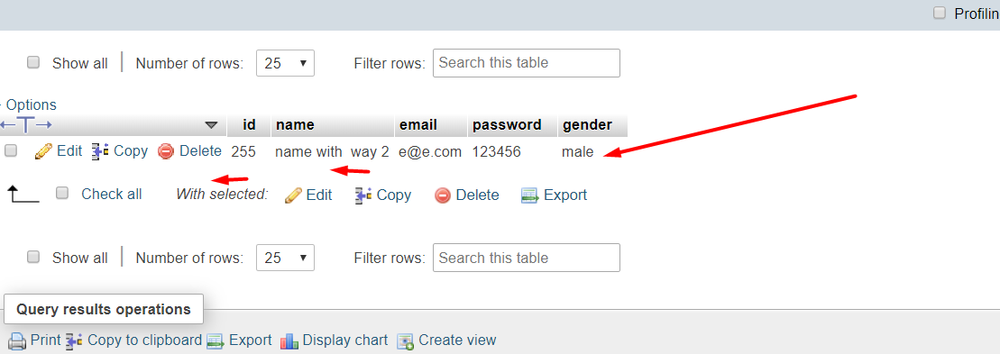 Profilin
Show all Number of rows: 25 Filter rows: Search this table
Options
id name email password gender
Edit Copy Delete 255 name with  way 2 e@e.com 123456 male
Check all With selected: Edit Copy Delete Export
Show all Number of rows: 25 Filter rows: Search this table
Query results operations
Print Copy to clipboard Export Display chart Create view